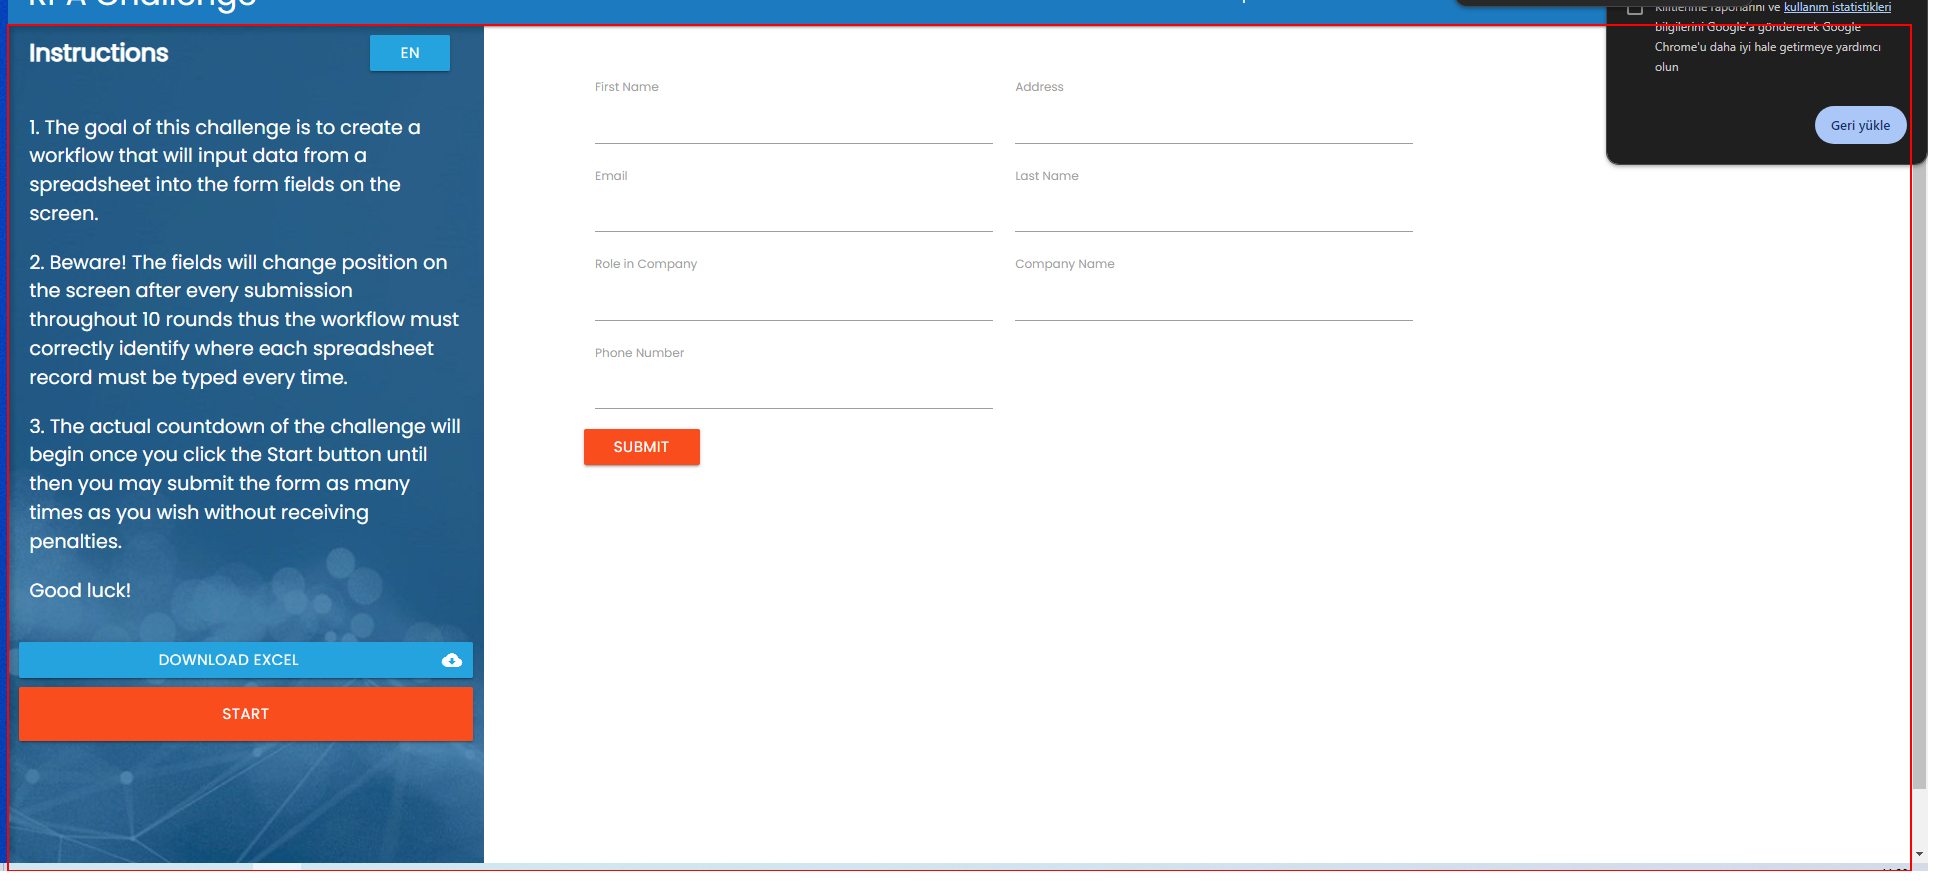 RPA Challenge
Instructions
EN
1. The goal of this challenge is to create a
workflow that will input data from a
spreadsheet into the form fields on the
screen.
2. Beware! The fields will change position on
the screen after every submission
throughout 10 rounds thus the workflow must
correctly identify where each spreadsheet
record must be typed every time.
3. The actual countdown of the challenge will
begin once you click the Start button until
then you may submit the form as many
times as you wish without receiving
penalties.
Good luck!
DOWNLOAD EXCEL
START
First Name
Address
Email
Last Name
Role in Company
Company Name
Phone Number
SUBMIT
Kilitlenme raporlarını ve kullanım istatistikleri
bilgilerini Google'a göndererek Google
Chrome'u daha iyi hale getirmeye yardımcı
olun
Geri yükle